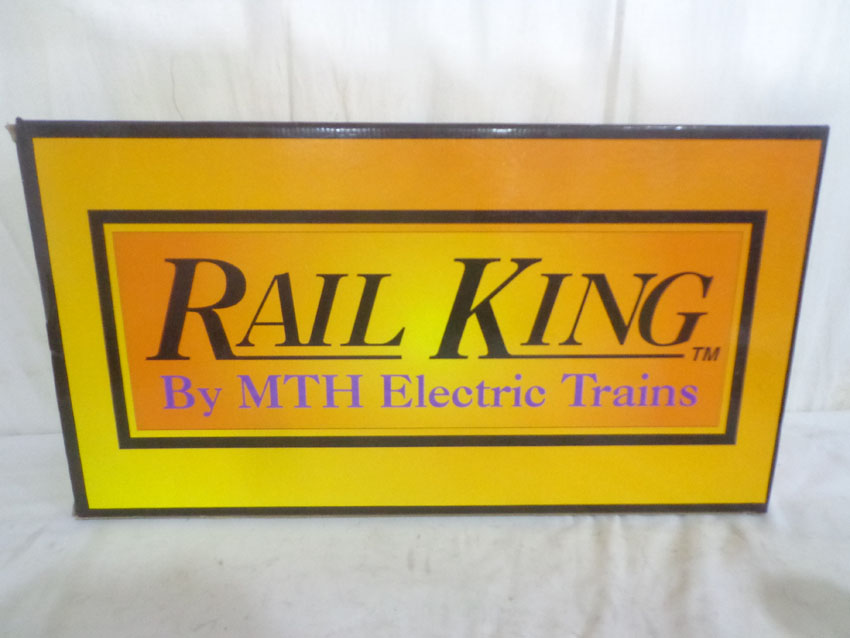 RAIL KING TM
By MTH Electric Trains